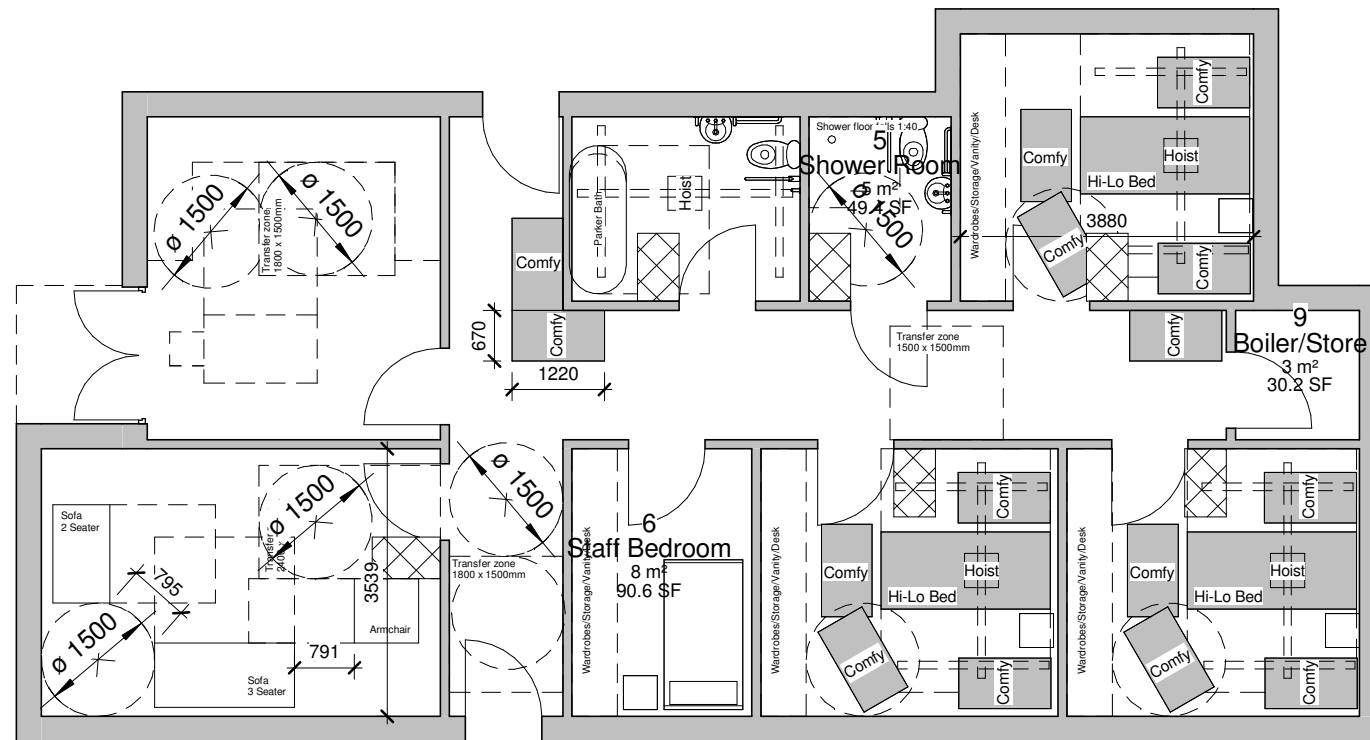 ø 1500
ø 1500
Transfer zone
1800 x 1500mm
Comfy
Comfy
670
1220
Parker Bath
Hoist
Shower floor falls 1:40
5
Shower Room
5 m²
49.4 SF
ø 1500
Wardrobes/Storage/Vanity/Desk
Comfy
Comfy
Hoist
Hi-Lo Bed
3880
Comfy
Comfy
Transfer zone
1500 x 1500mm
Comfy
9
Boiler/Store
3 m²
30.2 SF
Sofa
2 Seater
795
ø 1500
ø 1500
Transfer
3539
Armchair
791
Sofa
3 Seater
ø 1500
Transfer zone
1800 x 1500mm
Wardrobes/Storage/Vanity/Desk
6
Staff Bedroom
8 m²
90.6 SF
Wardrobes/Storage/Vanity/Desk
Comfy
Comfy
Hoist
Hi-Lo Bed
Comfy
Comfy
Wardrobes/Storage/Vanity/Desk
Comfy
Comfy
Hoist
Hi-Lo Bed
Comfy
Comfy